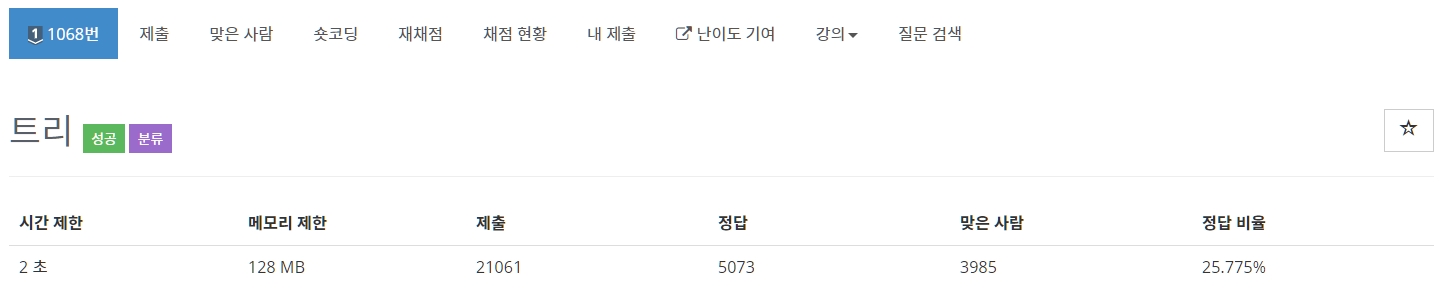 1 1068번 제출 맞은 사람 숏코딩 재채점 채점 현황 내 제출 난이도 기여 강의 질문 검색
트리 성공 분류
시간 제한 메모리 제한 제출 정답 맞은 사람 정답 비율
2 초 128 MB 21061 5073 3985 25.775%